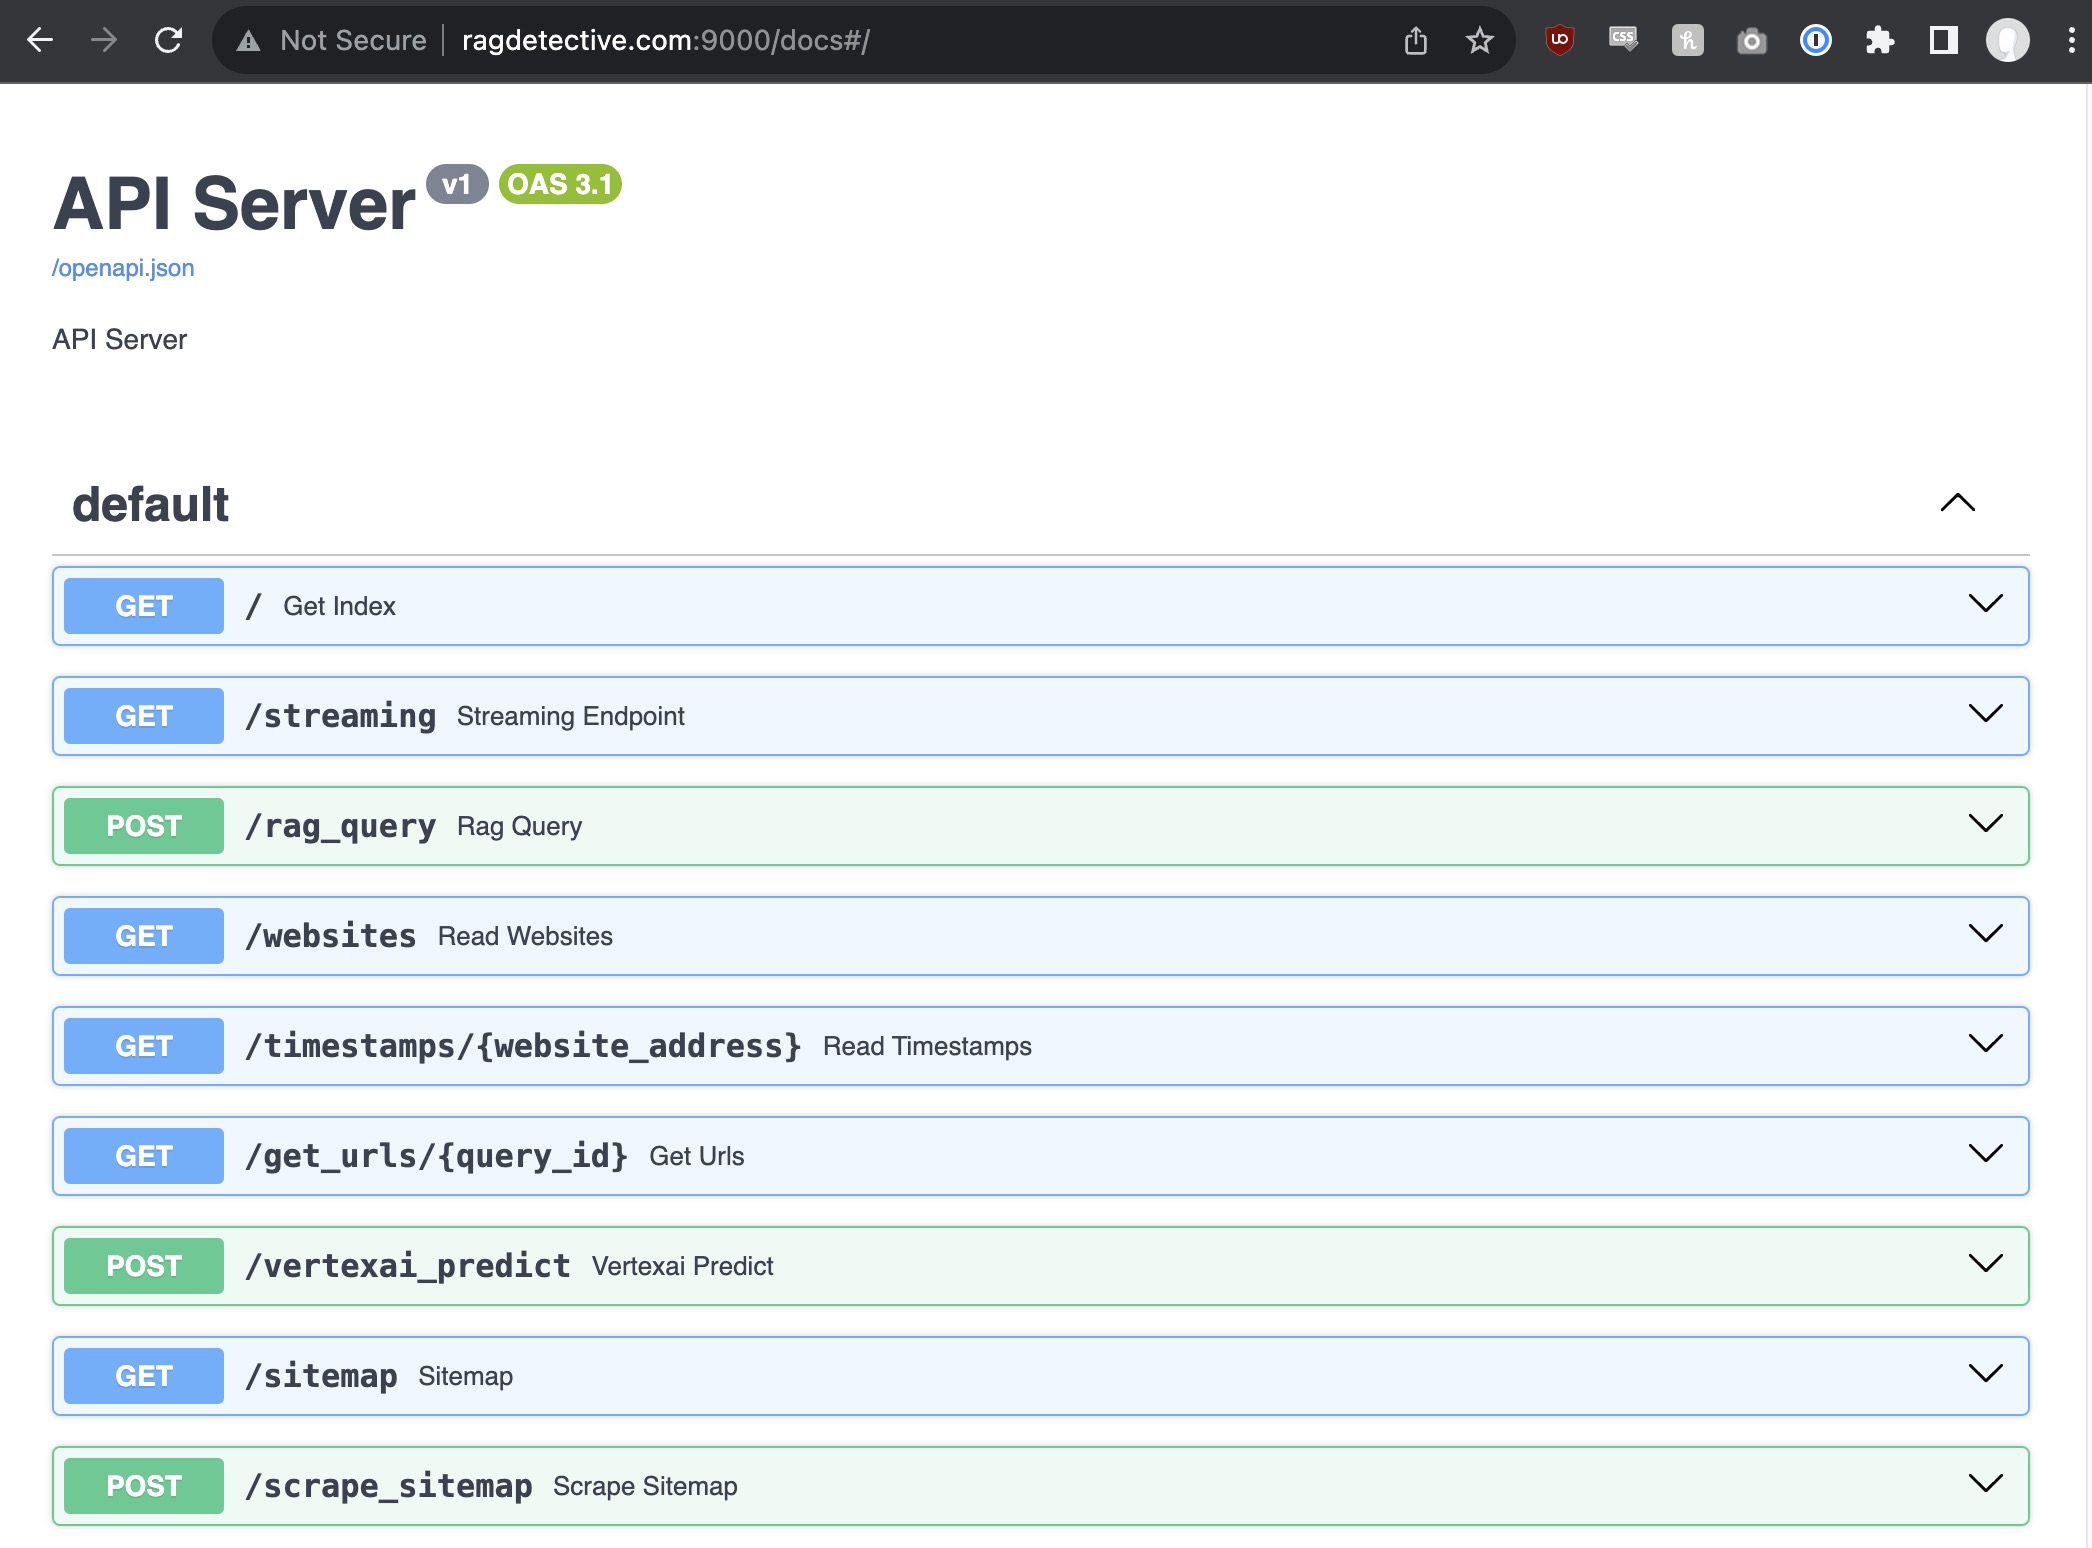 Not Secure | ragdetective.com:9000/docs#/
UO CSS h
API Server v1 OAS 3.1
/openapi.json
API Server
default
GET / Get Index
GET /streaming Streaming Endpoint
POST /rag_query Rag Query
GET /websites Read Websites
GET /timestamps/{website_address} Read Timestamps
GET /get_urls/{query_id} Get Urls
POST /vertexai_predict Vertexai Predict
GET /sitemap Sitemap
POST /scrape_sitemap Scrape Sitemap